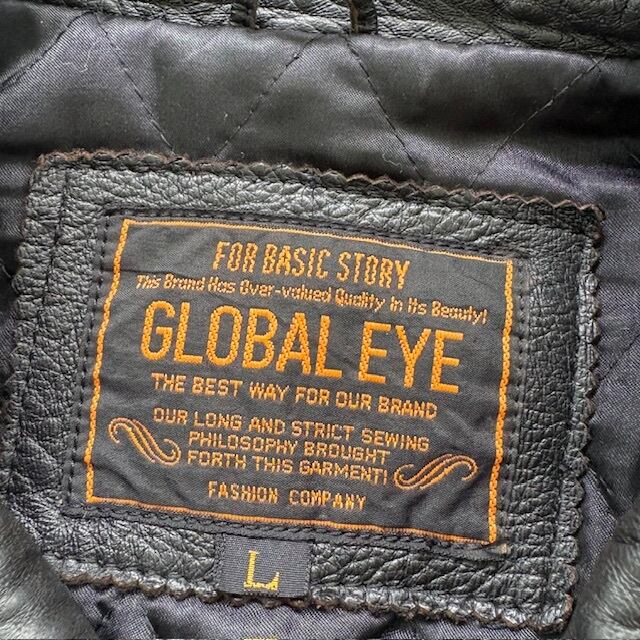 FOR BASIC STORY
This Brand Has Over-valued Quality in Its Beauty!
GLOBAL EYE
THE BEST WAY FOR OUR BRAND
OUR LONG AND STRICT SEWING
PHILOSOPHY BROUGHT
FORTH THIS GARMENT!
FASHION COMPANY
L